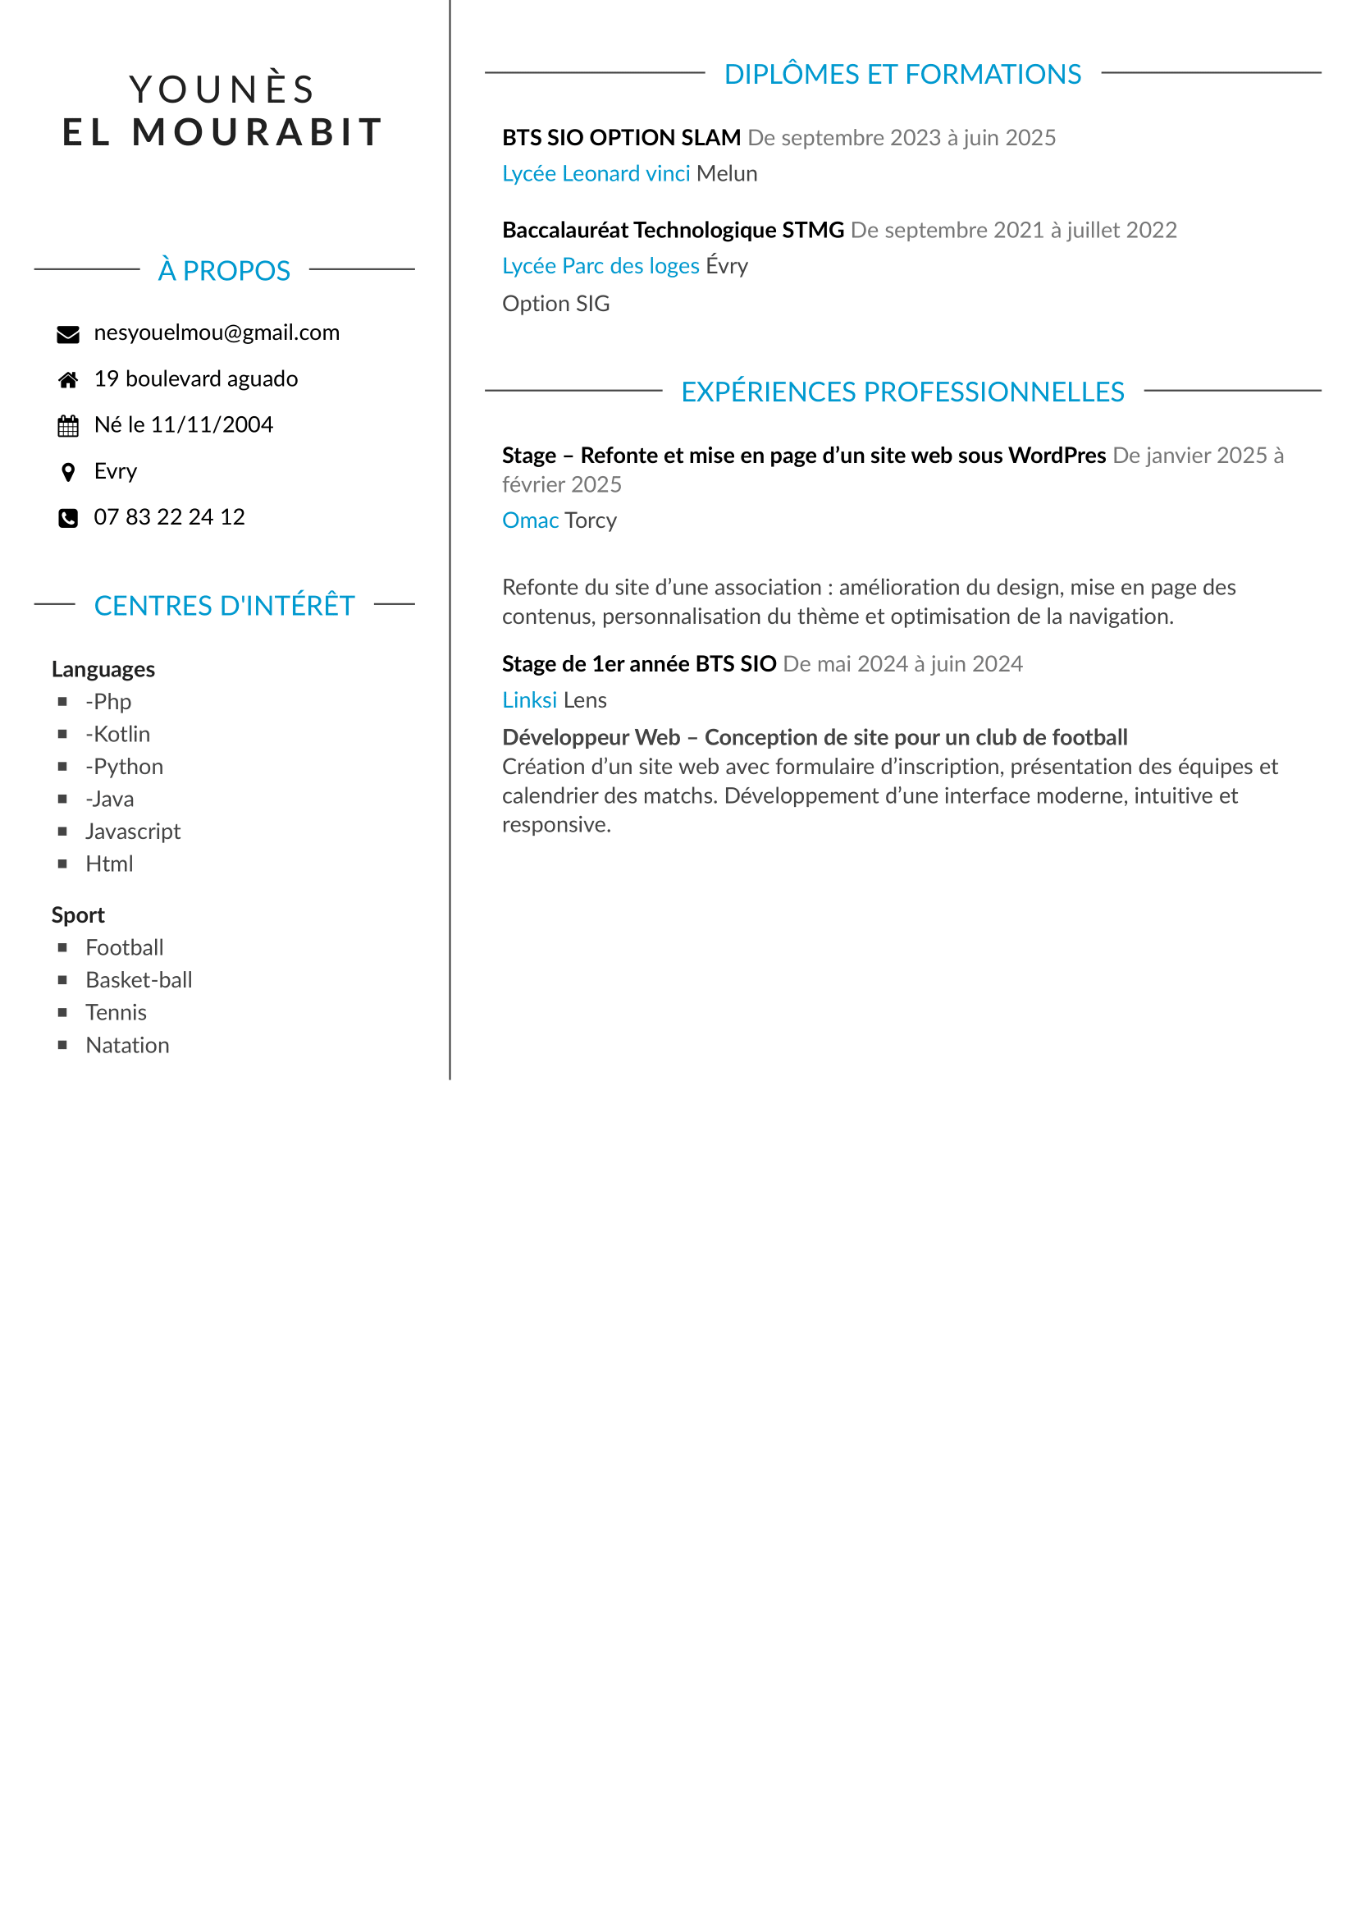 YOUNÈS
EL MOURABIT
À PROPOS
nesyouelmou@gmail.com
19 boulevard aguado
Né le 11/11/2004
Evry
07 83 22 24 12
CENTRES D'INTÉRÊT
Languages
-Php
-Kotlin
-Python
-Java
Javascript
Html
Sport
Football
Basket-ball
Tennis
Natation
DIPLÔMES ET FORMATIONS
BTS SIO OPTION SLAM De septembre 2023 à juin 2025
Lycée Leonard vinci Melun
Baccalauréat Technologique STMG De septembre 2021 à juillet 2022
Lycée Parc des loges Évry
Option SIG
EXPÉRIENCES PROFESSIONNELLES
Stage – Refonte et mise en page d’un site web sous WordPres De janvier 2025 à
février 2025
Omac Torcy
Refonte du site d’une association : amélioration du design, mise en page des
contenus, personnalisation du thème et optimisation de la navigation.
Stage de 1er année BTS SIO De mai 2024 à juin 2024
Linksi Lens
Développeur Web – Conception de site pour un club de football
Création d’un site web avec formulaire d’inscription, présentation des équipes et
calendrier des matchs. Développement d’une interface moderne, intuitive et
responsive.